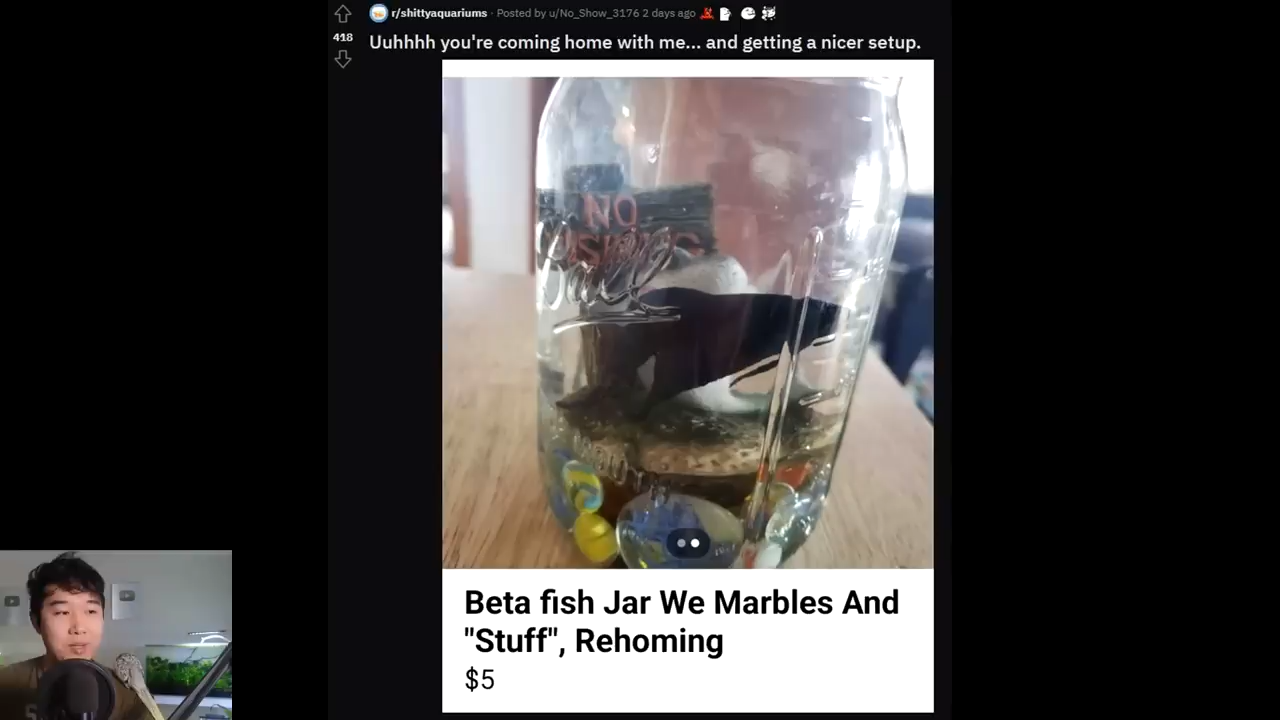 r/shittyaquariums · Posted by u/No_Show_3176 2 days ago
418
Uuhhhh you're coming home with me... and getting a nicer setup.
NO
Ball
Beta fish Jar We Marbles And
"Stuff", Rehoming
$5